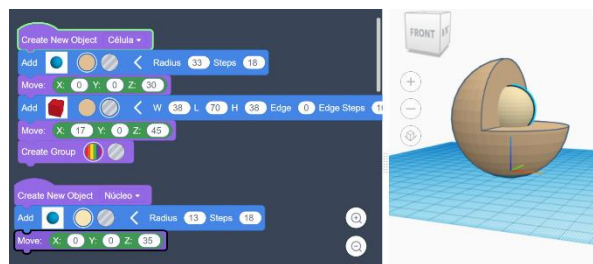 Create New Object Célula
Add Radius 33 Steps 18
Move: X: 0 Y: 0 Z: 30
Add W 38 L 70 H 38 Edge 0 Edge Steps
Move: X: 17 Y: 0 Z: 45
Create Group
Create New Object Núcleo
Add Radius 13 Steps 18
Move: X: 0 Y: 0 Z: 35
FRONT